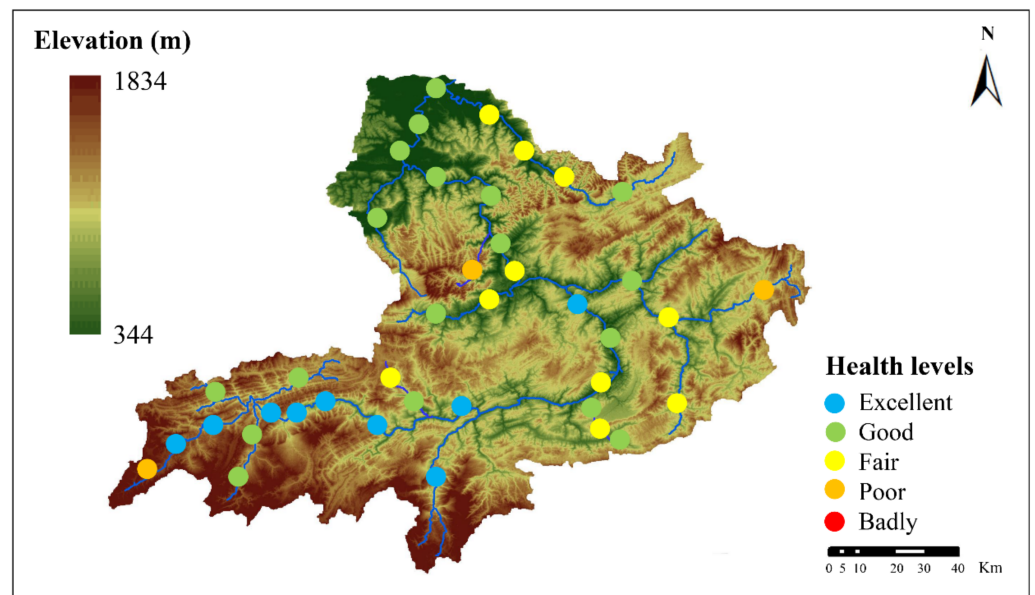 Elevation (m)
1834
344
N
Health levels
Excellent
Good
Fair
Poor
Badly
0 5 10 20 30 40 Km